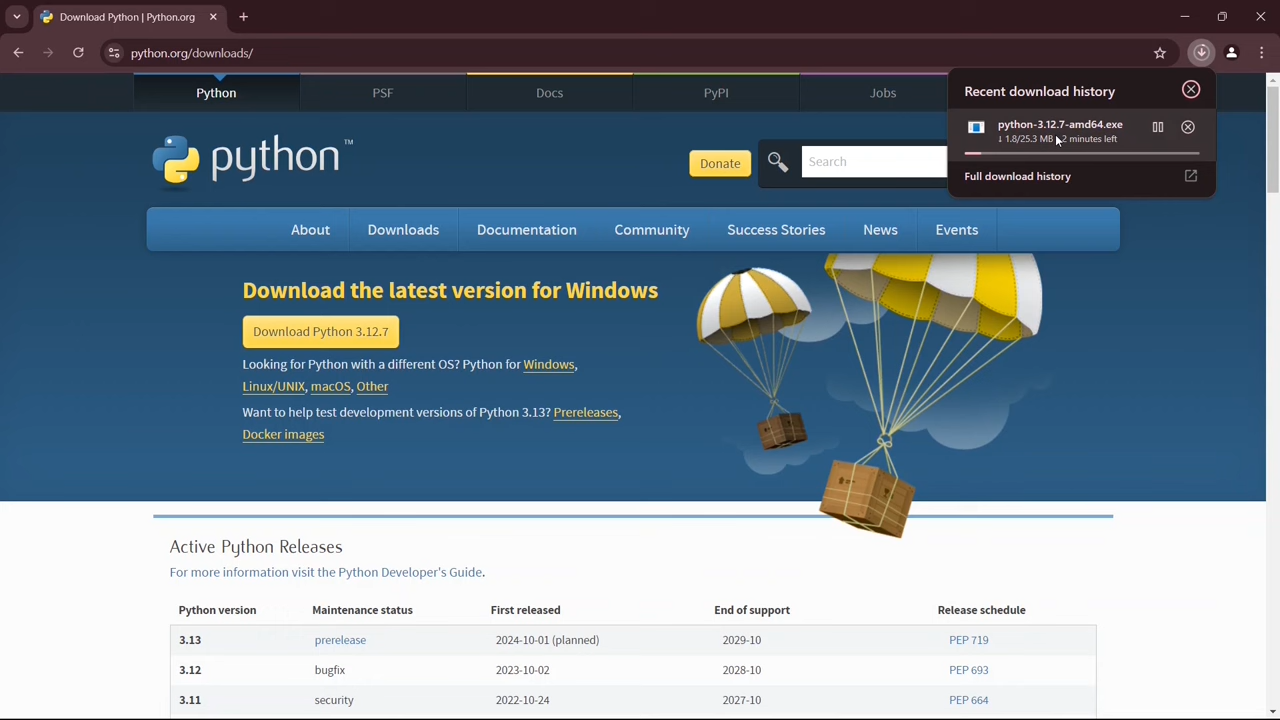 Download Python | Python.org
python.org/downloads/
Python
PSF
Docs
PyPI
Jobs
Recent download history
python-3.12.7-amd64.exe
↓ 1.8/25.3 MB • 2 minutes left
Full download history
python™
Donate
Search
About
Downloads
Documentation
Community
Success Stories
News
Events
Download the latest version for Windows
Download Python 3.12.7
Looking for Python with a different OS? Python for Windows,
Linux/UNIX, macOS, Other
Want to help test development versions of Python 3.13? Prereleases,
Docker images
Active Python Releases
For more information visit the Python Developer's Guide.
Python version Maintenance status First released End of support Release schedule
3.13 prerelease 2024-10-01 (planned) 2029-10 PEP 719
3.12 bugfix 2023-10-02 2028-10 PEP 693
3.11 security 2022-10-24 2027-10 PEP 664